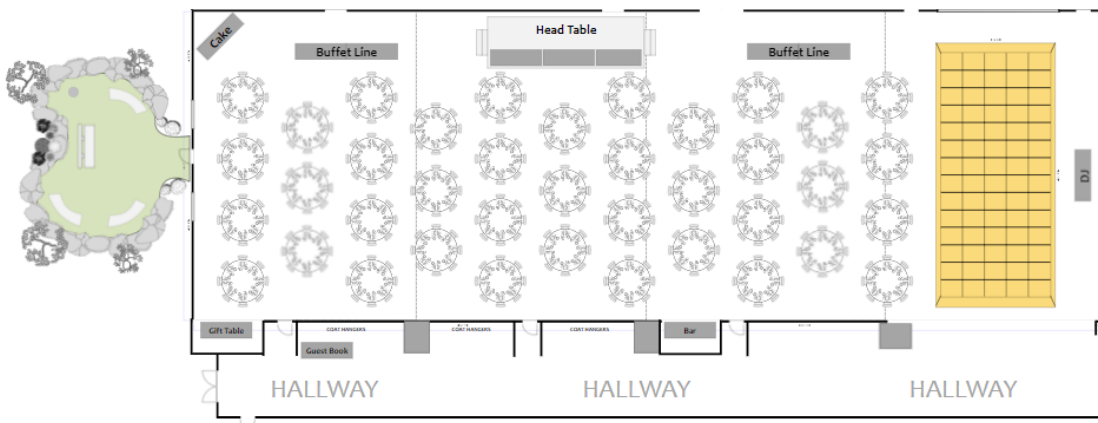 Cake
Buffet Line
Head Table
Buffet Line
DJ
Gift Table
COAT HANGERS
COAT HANGERS
COAT HANGERS
Bar
Guest Book
HALLWAY
HALLWAY
HALLWAY